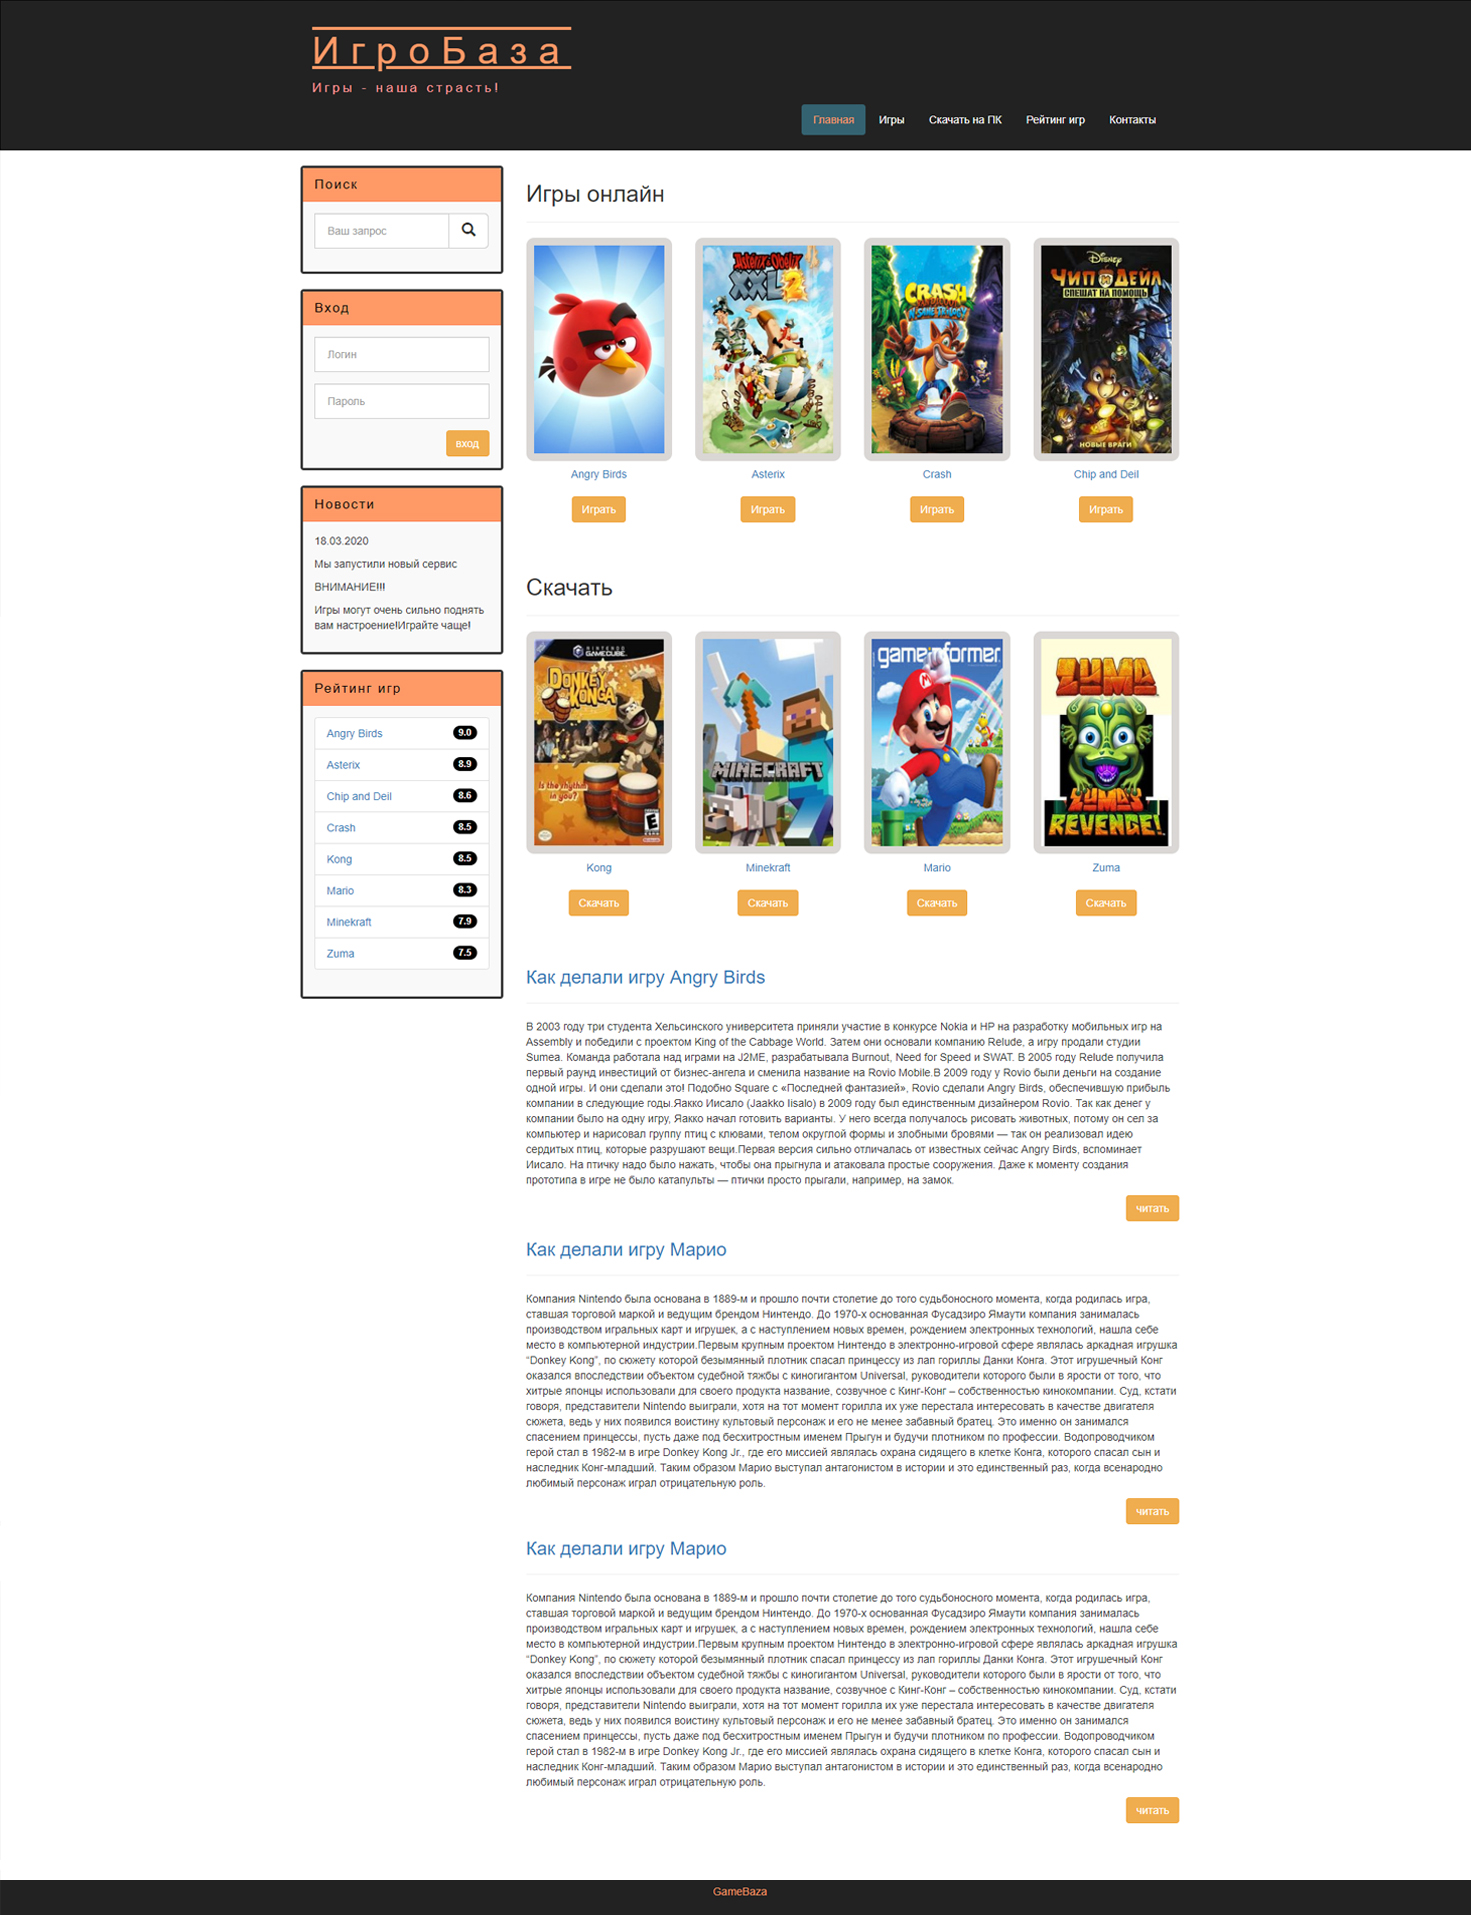 ИгроБаза
Игры - наша страсть!
Главная
Игры
Скачать на ПК
Рейтинг игр
Контакты
Поиск
Ваш запрос
Вход
Логин
Пароль
вход
Новости
18.03.2020
Мы запустили новый сервис
ВНИМАНИЕ!!!
Игры могут очень сильно поднять
вам настроение!Играйте чаще!
Рейтинг игр
Angry Birds 9.0
Asterix 8.9
Chip and Deil 8.6
Crash 8.5
Kong 8.5
Mario 8.3
Minekraft 7.9
Zuma 7.5
Игры онлайн
Asterix & Obelix
XXL 2
CRASH
BANDICOOT
N. SANE TRILOGY
Disney
ЧИП и ДЕЙЛ
СПЕШАТ НА ПОМОЩЬ
НОВЫЕ ВРАГИ
Angry Birds
Asterix
Crash
Chip and Deil
Играть
Играть
Играть
Играть
Скачать
NINTENDO
GAMECUBE
DONKEY
KONGA
Is the rhythm
in you?
E
MINECRAFT
gameinformer
ZUMA
ZUMA'S
REVENGE!
Kong
Minekraft
Mario
Zuma
Скачать
Скачать
Скачать
Скачать
Как делали игру Angry Birds
В 2003 году три студента Хельсинского университета приняли участие в конкурсе Nokia и HP на разработку мобильных игр на
Assembly и победили с проектом King of the Cabbage World. Затем они основали компанию Relude, а игру продали студии
Sumea. Команда работала над играми на J2ME, разрабатывала Burnout, Need for Speed и SWAT. В 2005 году Relude получила
первый раунд инвестиций от бизнес-ангела и сменила название на Rovio Mobile.В 2009 году у Rovio были деньги на создание
одной игры. И они сделали это! Подобно Square с «Последней фантазией», Rovio сделали Angry Birds, обеспечившую прибыль
компании в следующие годы.Яакко Иисало (Jaakko Iisalo) в 2009 году был единственным дизайнером Rovio. Так как денег у
компании было на одну игру, Яакко начал готовить варианты. У него всегда получалось рисовать животных, потому он сел за
компьютер и нарисовал группу птиц с клювами, телом округлой формы и злобными бровями — так он реализовал идею
сердитых птиц, которые разрушают вещи.Первая версия сильно отличалась от известных сейчас Angry Birds, вспоминает
Иисало. На птичку надо было нажать, чтобы она прыгнула и атаковала простые сооружения. Даже к моменту создания
прототипа в игре не было катапульты — птички просто прыгали, например, на замок.
читать
Как делали игру Марио
Компания Nintendo была основана в 1889-м и прошло почти столетие до того судьбоносного момента, когда родилась игра,
ставшая торговой маркой и ведущим брендом Нинтендо. До 1970-х основанная Фусадзиро Ямаути компания занималась
производством игральных карт и игрушек, а с наступлением новых времен, рождением электронных технологий, нашла себе
место в компьютерной индустрии.Первым крупным проектом Нинтендо в электронно-игровой сфере являлась аркадная игрушка
“Donkey Kong”, по сюжету которой безымянный плотник спасал принцессу из лап гориллы Данки Конга. Этот игрушечный Конг
оказался впоследствии объектом судебной тяжбы с киногигантом Universal, руководители которого были в ярости от того, что
хитрые японцы использовали для своего продукта название, созвучное с Кинг-Конг – собственностью кинокомпании. Суд, кстати
говоря, представители Nintendo выиграли, хотя на тот момент горилла их уже перестала интересовать в качестве двигателя
сюжета, ведь у них появился воистину культовый персонаж и его не менее забавный братец. Это именно он занимался
спасением принцессы, пусть даже под бесхитростным именем Прыгун и будучи плотником по профессии. Водопроводчиком
герой стал в 1982-м в игре Donkey Kong Jr., где его миссией являлась охрана сидящего в клетке Конга, которого спасал сын и
наследник Конг-младший. Таким образом Марио выступал антагонистом в истории и это единственный раз, когда всенародно
любимый персонаж играл отрицательную роль.
читать
Как делали игру Марио
Компания Nintendo была основана в 1889-м и прошло почти столетие до того судьбоносного момента, когда родилась игра,
ставшая торговой маркой и ведущим брендом Нинтендо. До 1970-х основанная Фусадзиро Ямаути компания занималась
производством игральных карт и игрушек, а с наступлением новых времен, рождением электронных технологий, нашла себе
место в компьютерной индустрии.Первым крупным проектом Нинтендо в электронно-игровой сфере являлась аркадная игрушка
“Donkey Kong”, по сюжету которой безымянный плотник спасал принцессу из лап гориллы Данки Конга. Этот игрушечный Конг
оказался впоследствии объектом судебной тяжбы с киногигантом Universal, руководители которого были в ярости от того, что
хитрые японцы использовали для своего продукта название, созвучное с Кинг-Конг – собственностью кинокомпании. Суд, кстати
говоря, представители Nintendo выиграли, хотя на тот момент горилла их уже перестала интересовать в качестве двигателя
сюжета, ведь у них появился воистину культовый персонаж и его не менее забавный братец. Это именно он занимался
спасением принцессы, пусть даже под бесхитростным именем Прыгун и будучи плотником по профессии. Водопроводчиком
герой стал в 1982-м в игре Donkey Kong Jr., где его миссией являлась охрана сидящего в клетке Конга, которого спасал сын и
наследник Конг-младший. Таким образом Марио выступал антагонистом в истории и это единственный раз, когда всенародно
любимый персонаж играл отрицательную роль.
читать
GameBaza